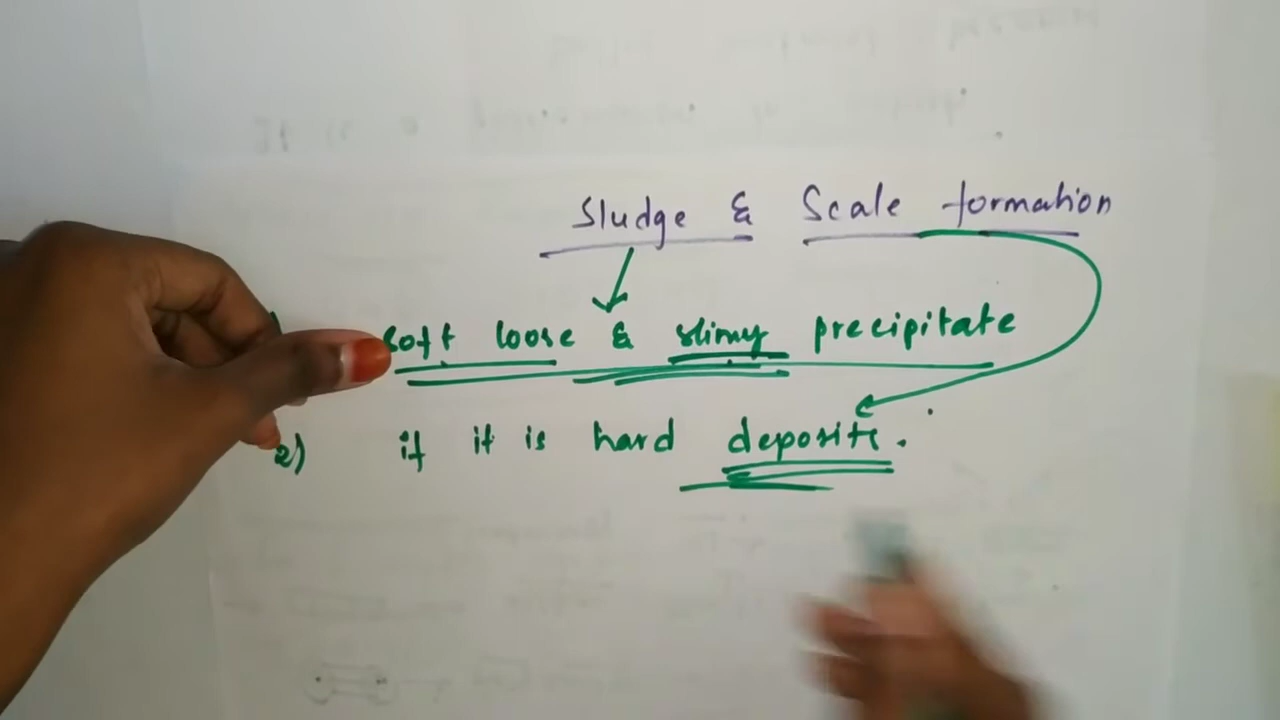 Sludge & Scale formation
soft loose & slimy precipitate
2) if it is hard deposits.